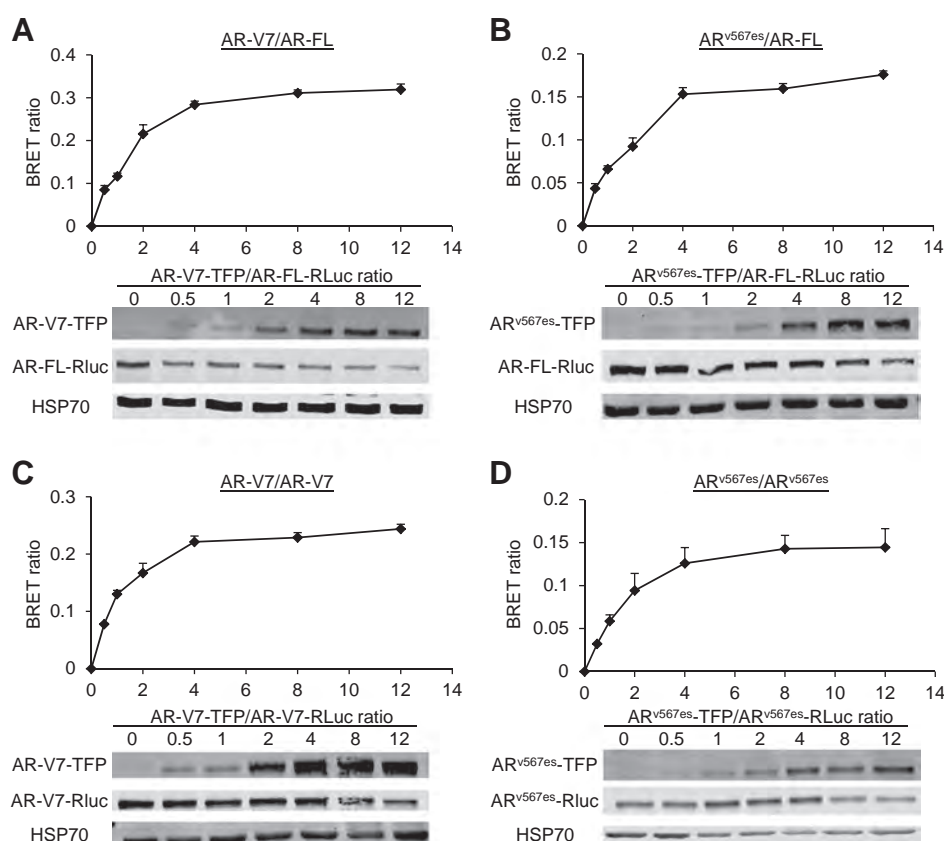 A
AR-V7/AR-FL
BRET ratio
0.4
0.3
0.2
0.1
0
0 2 4 6 8 10 12 14
AR-V7-TFP/AR-FL-RLuc ratio
0 0.5 1 2 4 8 12
AR-V7-TFP
AR-FL-Rluc
HSP70
B
ARv567es/AR-FL
BRET ratio
0.2
0.15
0.1
0.05
0
0 2 4 6 8 10 12 14
ARv567es-TFP/AR-FL-RLuc ratio
0 0.5 1 2 4 8 12
ARv567es-TFP
AR-FL-Rluc
HSP70
C
AR-V7/AR-V7
BRET ratio
0.3
0.2
0.1
0
0 2 4 6 8 10 12 14
AR-V7-TFP/AR-V7-RLuc ratio
0 0.5 1 2 4 8 12
AR-V7-TFP
AR-V7-Rluc
HSP70
D
ARv567es/ARv567es
BRET ratio
0.2
0.15
0.1
0.05
0
0 2 4 6 8 10 12 14
ARv567es-TFP/ARv567es-RLuc ratio
0 0.5 1 2 4 8 12
ARv567es-TFP
ARv567es-Rluc
HSP70